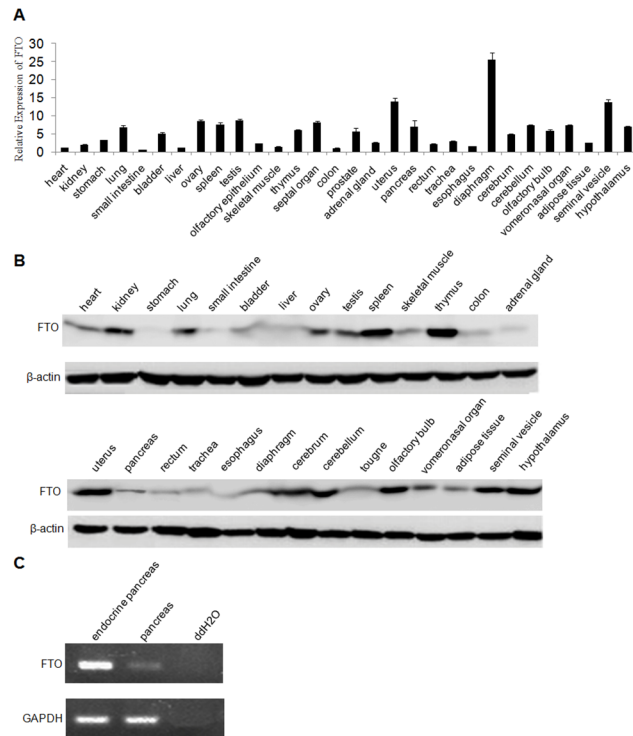 A
Relative Expression of FTO
30
25
20
15
10
5
0
heart
kidney
stomach
lung
small intestine
bladder
liver
ovary
spleen
testis
olfactory epithelium
skeletal muscle
thymus
septal organ
colon
prostate
adrenal gland
uterus
pancreas
rectum
trachea
esophagus
diaphragm
cerebrum
cerebellum
olfactory bulb
vomeronasal organ
adipose tissue
seminal vesicle
hypothalamus
B
heart
kidney
stomach
lung
small intestine
bladder
liver
ovary
testis
spleen
skeletal muscle
thymus
colon
adrenal gland
FTO
β-actin
uterus
pancreas
rectum
trachea
esophagus
diaphragm
cerebrum
cerebellum
tougne
olfactory bulb
vomeronasal organ
adipose tissue
seminal vesicle
hypothalamus
FTO
β-actin
C
endocrine pancreas
pancreas
ddH2O
FTO
GAPDH